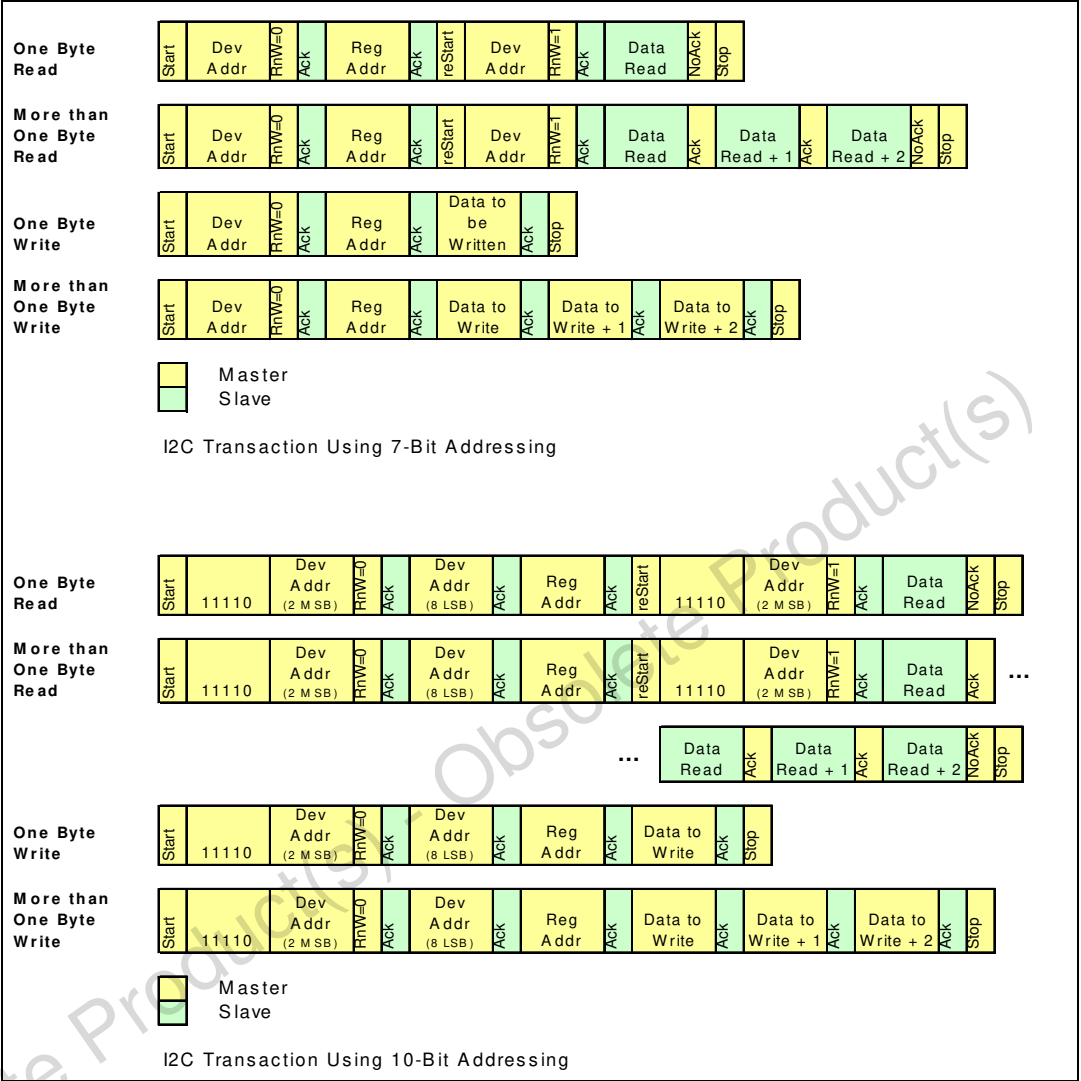 One Byte Read
Start Dev Addr RnW=0 Ack Reg Addr Ack reStart Dev Addr RnW=1 Ack Data Read NoAck Stop
More than One Byte Read
Start Dev Addr RnW=0 Ack Reg Addr Ack reStart Dev Addr RnW=1 Ack Data Read Ack Data Read + 1 Ack Data Read + 2 NoAck Stop
One Byte Write
Start Dev Addr RnW=0 Ack Reg Addr Ack Data to be Written Ack Stop
More than One Byte Write
Start Dev Addr RnW=0 Ack Reg Addr Ack Data to Write Ack Data to Write + 1 Ack Data to Write + 2 Ack Stop
Master
Slave
I2C Transaction Using 7-Bit Addressing
One Byte Read
Start 11110 Dev Addr (2 MSB) RnW=0 Ack Dev Addr (8 LSB) Ack Reg Addr Ack reStart 11110 Dev Addr (2 MSB) RnW=1 Ack Data Read NoAck Stop
More than One Byte Read
Start 11110 Dev Addr (2 MSB) RnW=0 Ack Dev Addr (8 LSB) Ack Reg Addr Ack reStart 11110 Dev Addr (2 MSB) RnW=1 Ack Data Read Ack ...
... Data Read Ack Data Read + 1 Ack Data Read + 2 NoAck Stop
One Byte Write
Start 11110 Dev Addr (2 MSB) RnW=0 Ack Dev Addr (8 LSB) Ack Reg Addr Ack Data to Write Ack Stop
More than One Byte Write
Start 11110 Dev Addr (2 MSB) RnW=0 Ack Dev Addr (8 LSB) Ack Reg Addr Ack Data to Write Ack Data to Write + 1 Ack Data to Write + 2 Ack Stop
Master
Slave
I2C Transaction Using 10-Bit Addressing
Product(s) - Obsolete Product(s)